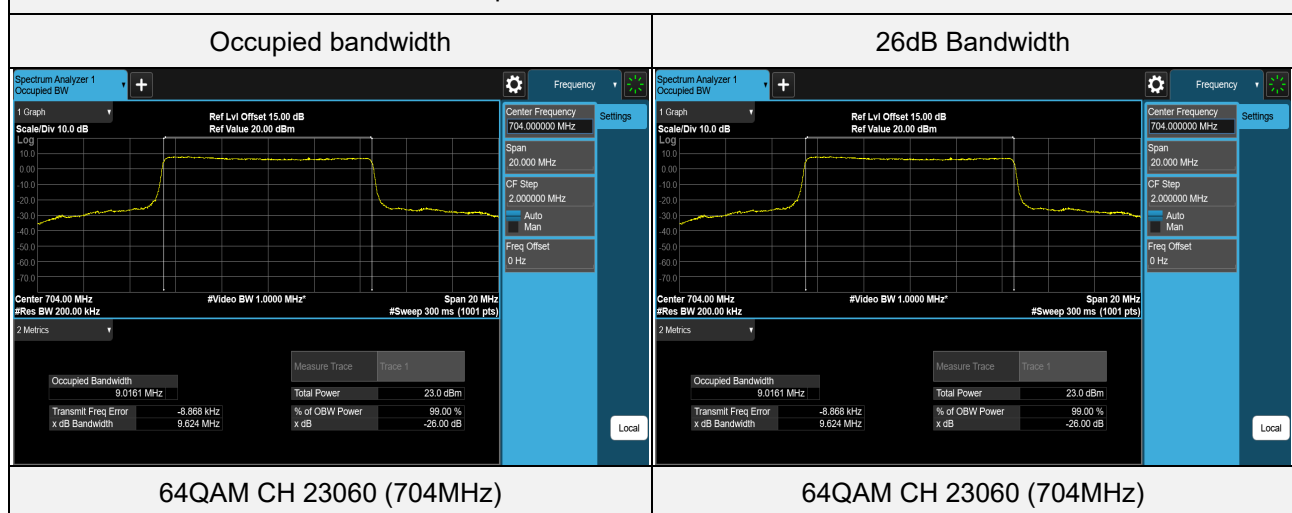 Occupied bandwidth
26dB Bandwidth
Spectrum Analyzer 1
Occupied BW
+
Frequency
1 Graph
Scale/Div 10.0 dB
Ref Lvl Offset 15.00 dB
Ref Value 20.00 dBm
Log
10.0
0.00
-10.0
-20.0
-30.0
-40.0
-50.0
-60.0
-70.0
Center 704.00 MHz
#Res BW 200.00 kHz
#Video BW 1.0000 MHz*
Span 20 MHz
#Sweep 300 ms (1001 pts)
Center Frequency
704.000000 MHz
Settings
Span
20.000 MHz
CF Step
2.000000 MHz
Auto
Man
Freq Offset
0 Hz
Local
2 Metrics
Measure Trace Trace 1
Occupied Bandwidth
9.0161 MHz
Total Power 23.0 dBm
Transmit Freq Error -8.868 kHz
% of OBW Power 99.00 %
x dB Bandwidth 9.624 MHz
x dB -26.00 dB
Spectrum Analyzer 1
Occupied BW
+
Frequency
1 Graph
Scale/Div 10.0 dB
Ref Lvl Offset 15.00 dB
Ref Value 20.00 dBm
Log
10.0
0.00
-10.0
-20.0
-30.0
-40.0
-50.0
-60.0
-70.0
Center 704.00 MHz
#Res BW 200.00 kHz
#Video BW 1.0000 MHz*
Span 20 MHz
#Sweep 300 ms (1001 pts)
Center Frequency
704.000000 MHz
Settings
Span
20.000 MHz
CF Step
2.000000 MHz
Auto
Man
Freq Offset
0 Hz
Local
2 Metrics
Measure Trace Trace 1
Occupied Bandwidth
9.0161 MHz
Total Power 23.0 dBm
Transmit Freq Error -8.868 kHz
% of OBW Power 99.00 %
x dB Bandwidth 9.624 MHz
x dB -26.00 dB
64QAM CH 23060 (704MHz)
64QAM CH 23060 (704MHz)